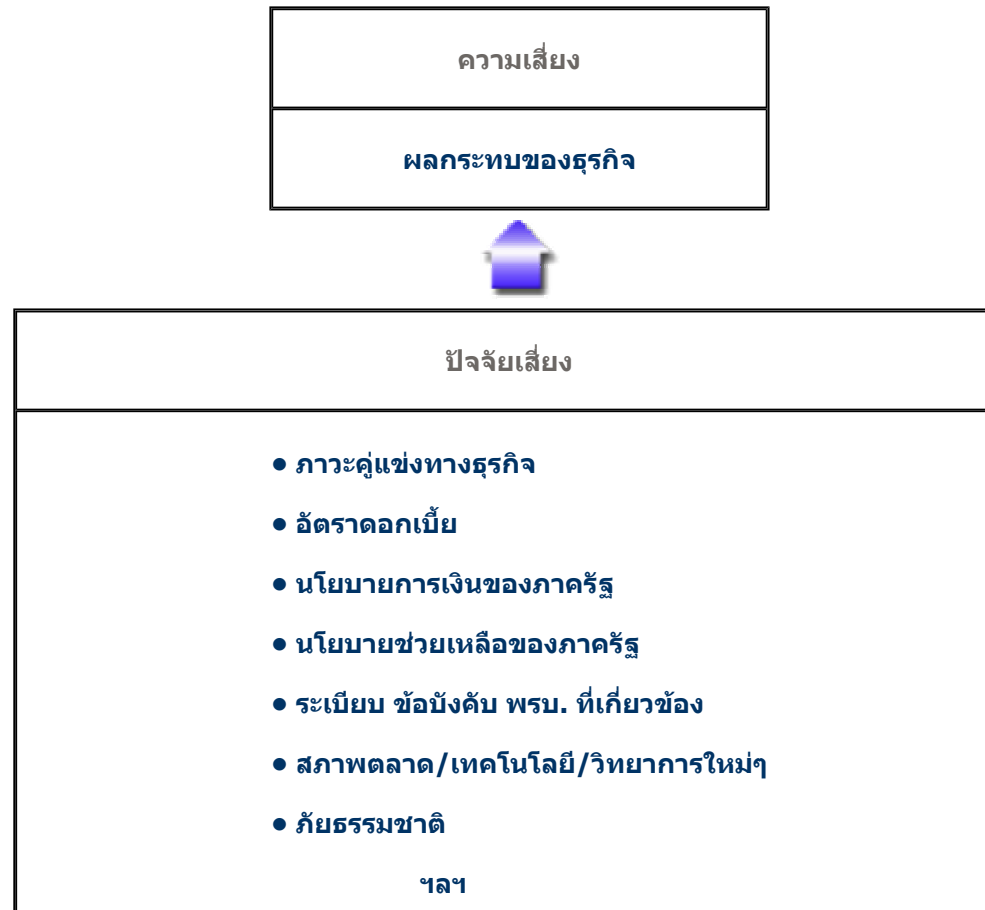 ความเสี่ยง
ผลกระทบของธุรกิจ
ปัจจัยเสี่ยง
• ภาวะคู่แข่งทางธุรกิจ
• อัตราดอกเบี้ย
• นโยบายการเงินของภาครัฐ
• นโยบายช่วยเหลือของภาครัฐ
• ระเบียบ ข้อบังคับ พรบ. ที่เกี่ยวข้อง
• สภาพตลาด/เทคโนโลยี/วิทยาการใหม่ๆ
• ภัยธรรมชาติ
ฯลฯ